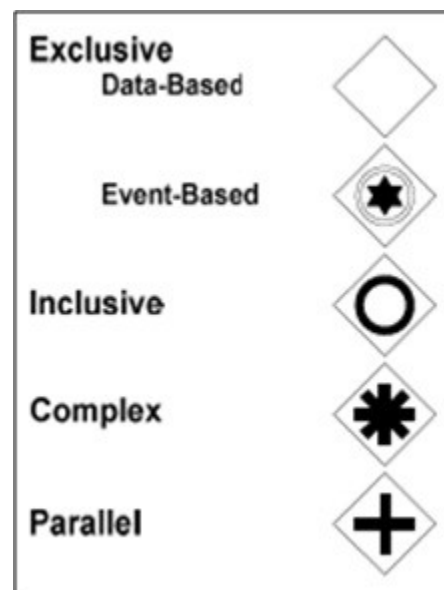 Exclusive
Data-Based
Event-Based
Inclusive
Complex
Parallel